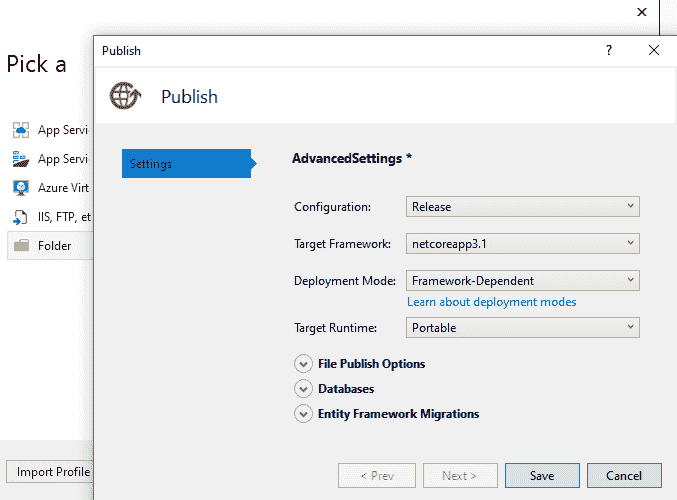 Pick a
App Servi
App Servi
Azure Virt
IIS, FTP, et
Folder
Import Profile
Publish
?
Publish
Settings
AdvancedSettings *
Configuration: Release
Target Framework: netcoreapp3.1
Deployment Mode: Framework-Dependent
Learn about deployment modes
Target Runtime: Portable
File Publish Options
Databases
Entity Framework Migrations
< Prev Next > Save Cancel